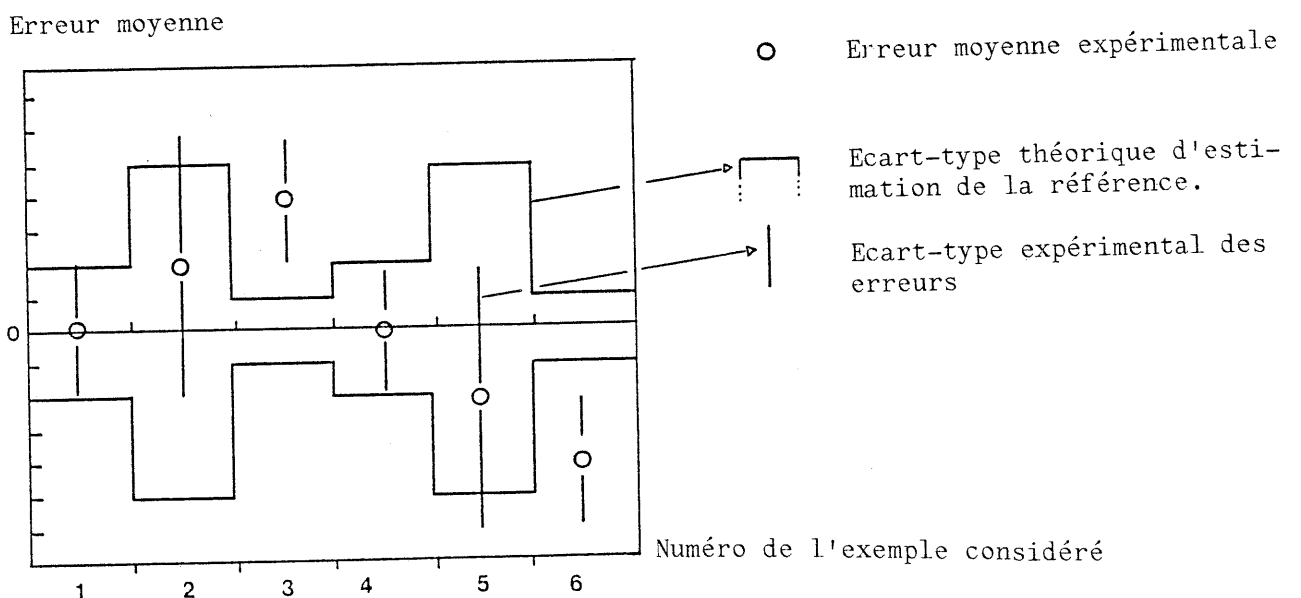 Erreur moyenne
Erreur moyenne expérimentale
Ecart-type théorique d'esti-
mation de la référence.
Ecart-type expérimental des
erreurs
0
Numéro de l'exemple considéré
1 2 3 4 5 6